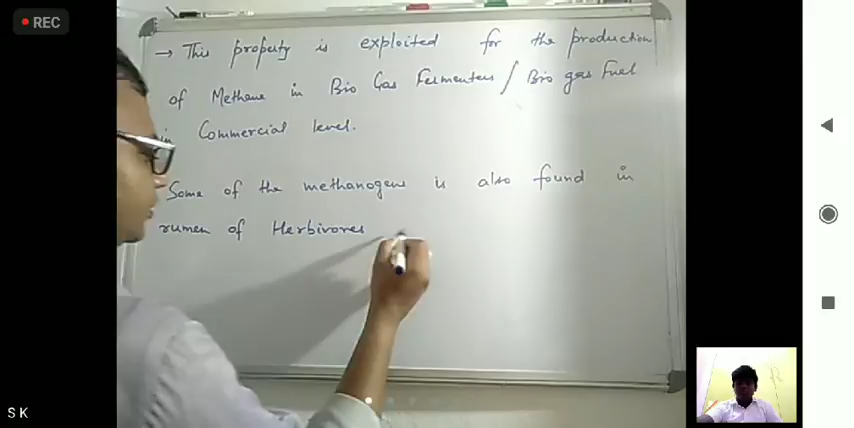 REC
→ This property is exploited for the production
of Methane in Bio Gas Fermenters / Bio gas Fuel
in Commercial level.
Some of the methanogens is also found in
rumen of Herbivores
S K